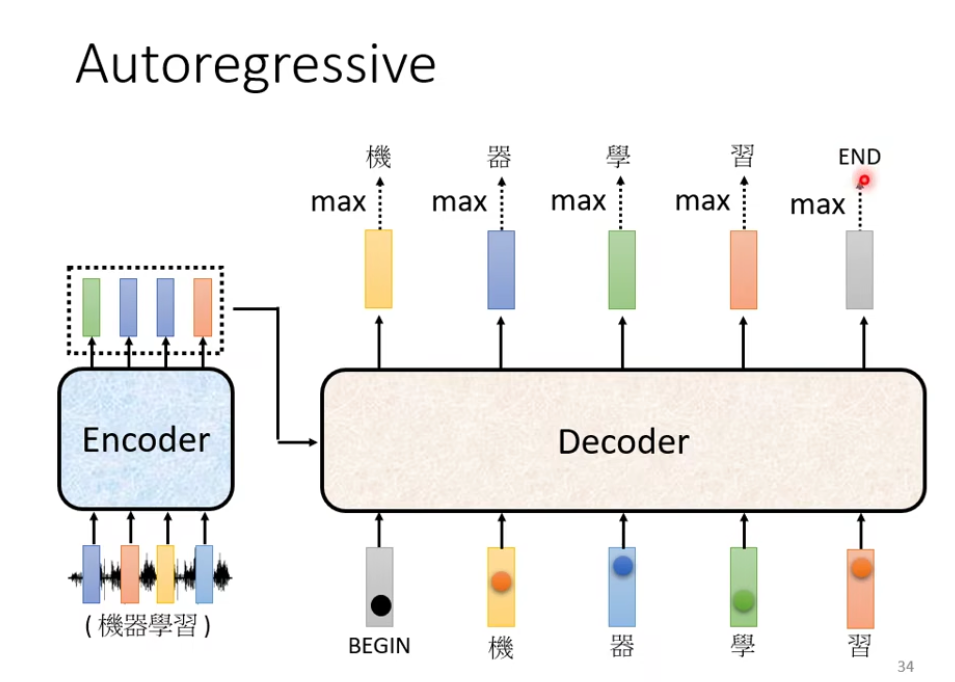 Autoregressive
機 器 學 習 END
max max max max max
Encoder
Decoder
(機器學習)
BEGIN 機 器 學 習
34